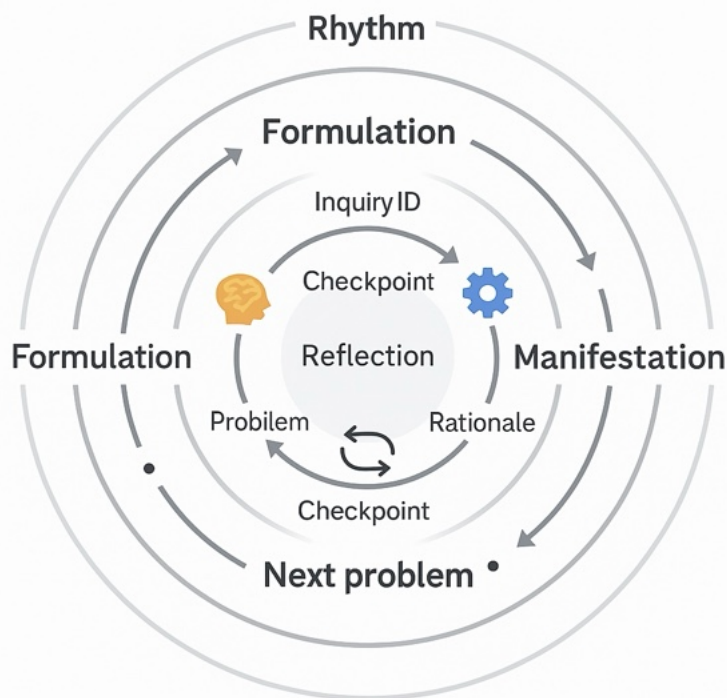 Rhythm
Formulation
Inquiry ID
Checkpoint
Formulation
Reflection
Manifestation
Probilem
Rationale
Checkpoint
Next problem